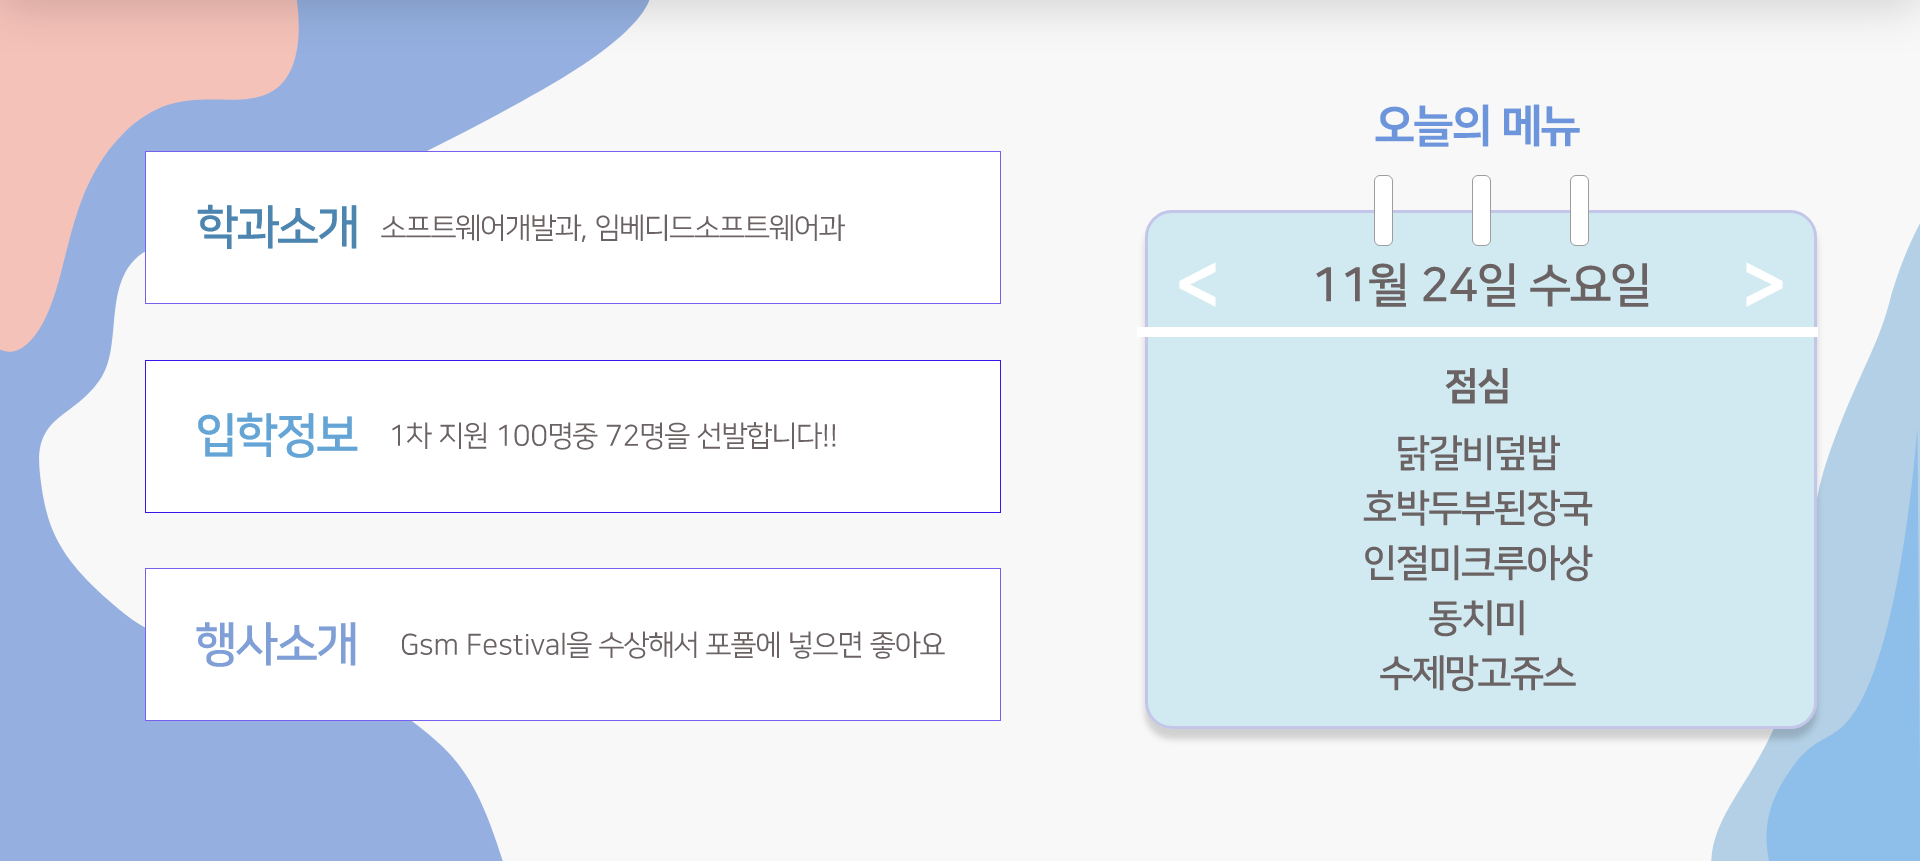 학과소개 소프트웨어개발과, 임베디드소프트웨어과
입학정보 1차 지원 100명중 72명을 선발합니다!!
행사소개 Gsm Festival을 수상해서 포폴에 넣으면 좋아요
오늘의 메뉴
< 11월 24일 수요일 >
점심
닭갈비덮밥
호박두부된장국
인절미크루아상
동치미
수제망고쥬스